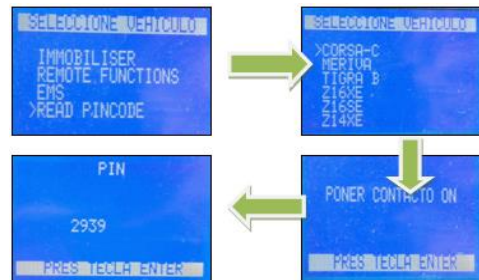 SELECCIONE VEHICULO
IMMOBILISER
REMOTE FUNCTIONS
EMS
>READ PINCODE
SELECCIONE VEHICULO
>CORSA-C
MERIVA
TIGRA B
Z16XE
Z16SE
Z14XE
PONER CONTACTO ON
PRES TECLA ENTER
PIN
2939
PRES TECLA ENTER